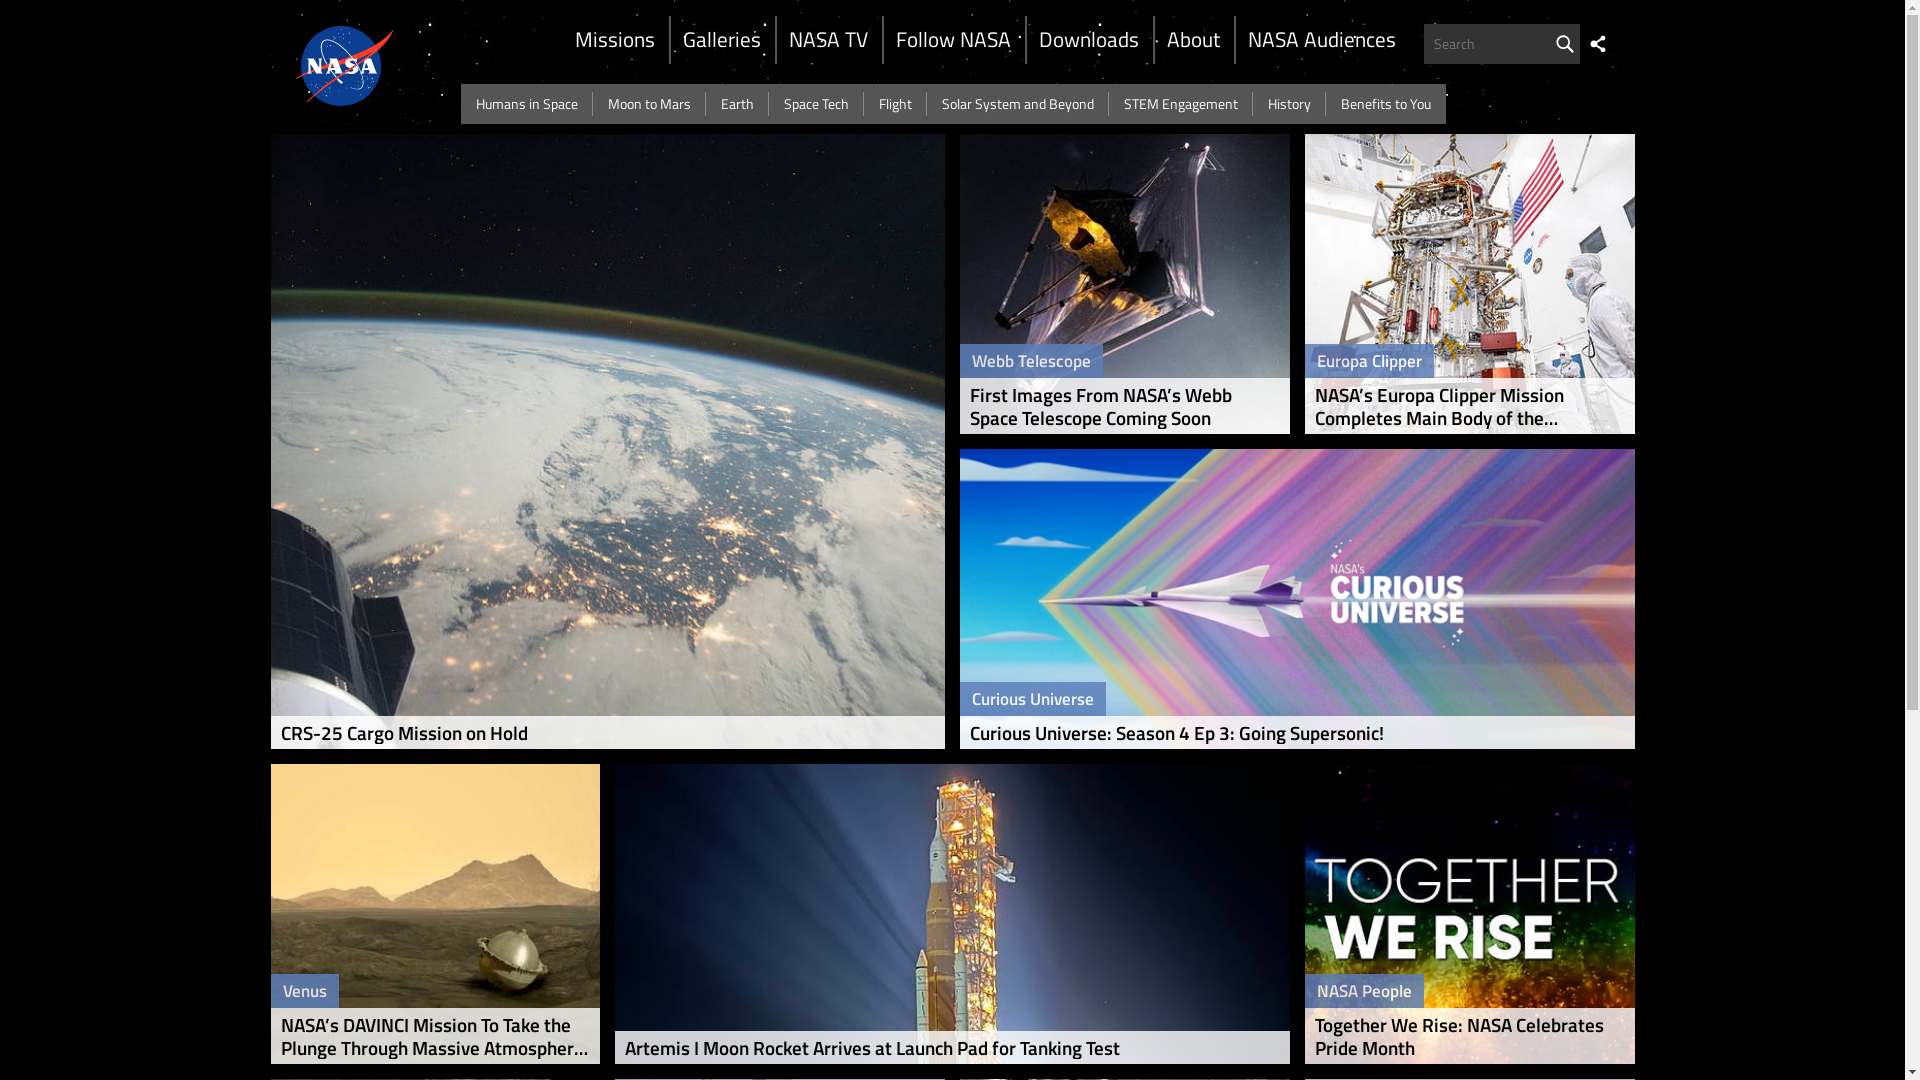 NASA
Missions
Galleries
NASA TV
Follow NASA
Downloads
About
NASA Audiences
Search
Humans in Space
Moon to Mars
Earth
Space Tech
Flight
Solar System and Beyond
STEM Engagement
History
Benefits to You
CRS-25 Cargo Mission on Hold
Webb Telescope
First Images From NASA’s Webb
Space Telescope Coming Soon
Europa Clipper
NASA’s Europa Clipper Mission
Completes Main Body of the...
NASA's
CURIOUS
UNIVERSE
Curious Universe
Curious Universe: Season 4 Ep 3: Going Supersonic!
Venus
NASA’s DAVINCI Mission To Take the
Plunge Through Massive Atmospher...
Artemis I Moon Rocket Arrives at Launch Pad for Tanking Test
TOGETHER
WE RISE
NASA People
Together We Rise: NASA Celebrates
Pride Month